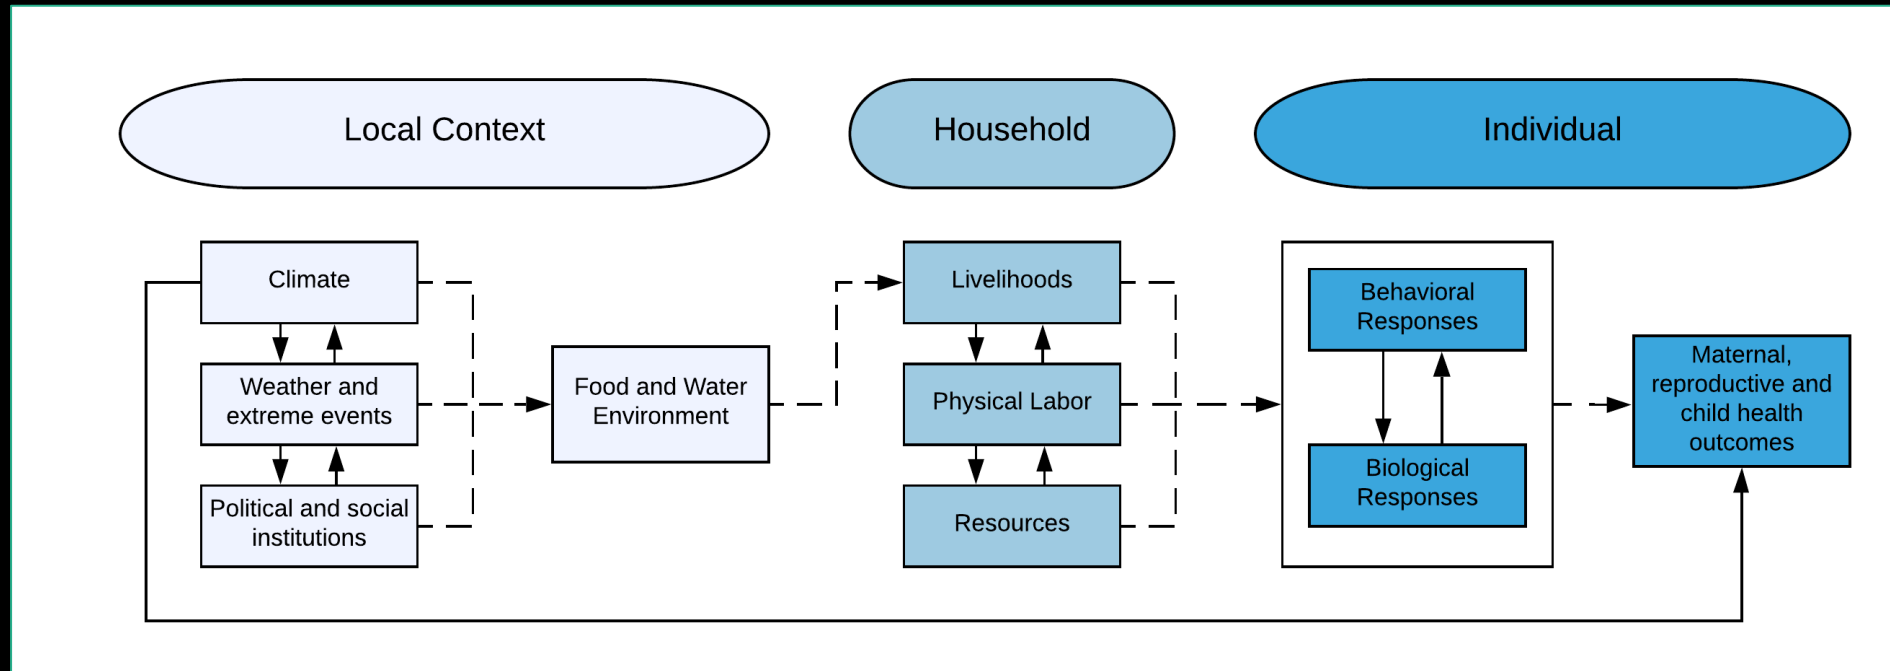 Local Context
Household
Individual
Climate
Weather and
extreme events
Political and social
institutions
Food and Water
Environment
Livelihoods
Physical Labor
Resources
Behavioral
Responses
Biological
Responses
Maternal,
reproductive and
child health
outcomes